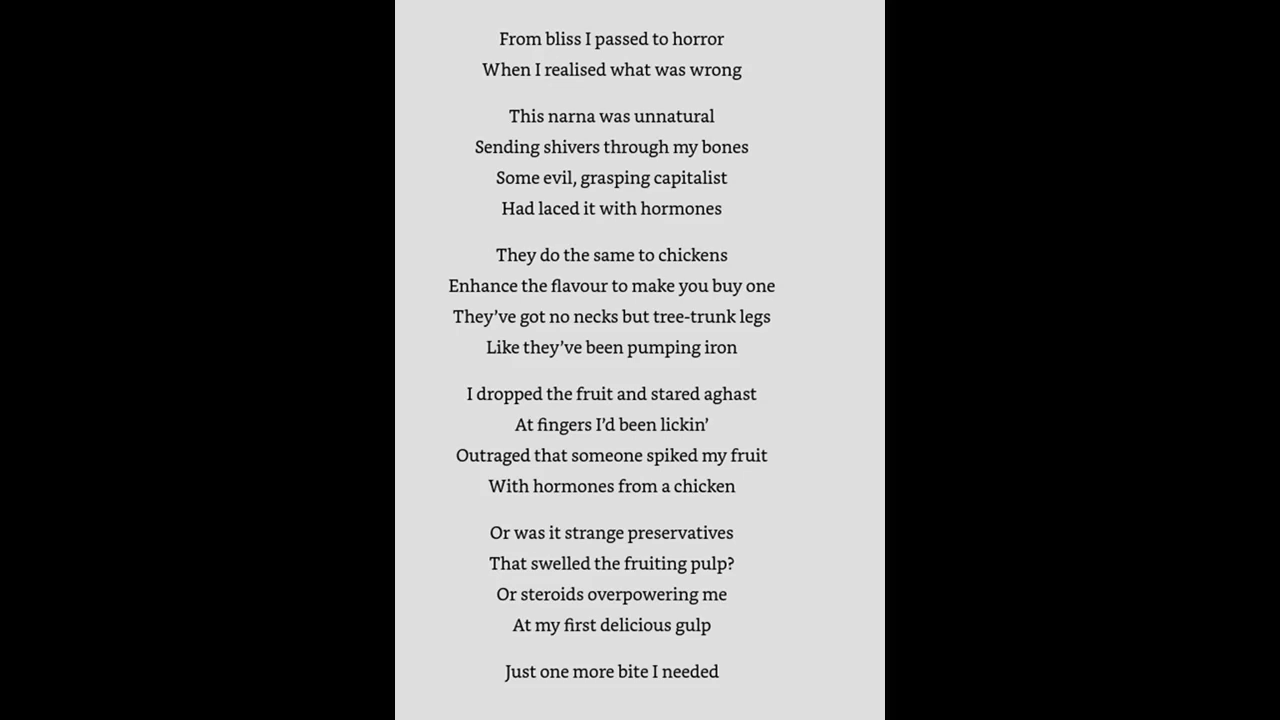 From bliss I passed to horror
When I realised what was wrong
This narna was unnatural
Sending shivers through my bones
Some evil, grasping capitalist
Had laced it with hormones
They do the same to chickens
Enhance the flavour to make you buy one
They’ve got no necks but tree-trunk legs
Like they’ve been pumping iron
I dropped the fruit and stared aghast
At fingers I’d been lickin’
Outraged that someone spiked my fruit
With hormones from a chicken
Or was it strange preservatives
That swelled the fruiting pulp?
Or steroids overpowering me
At my first delicious gulp
Just one more bite I needed